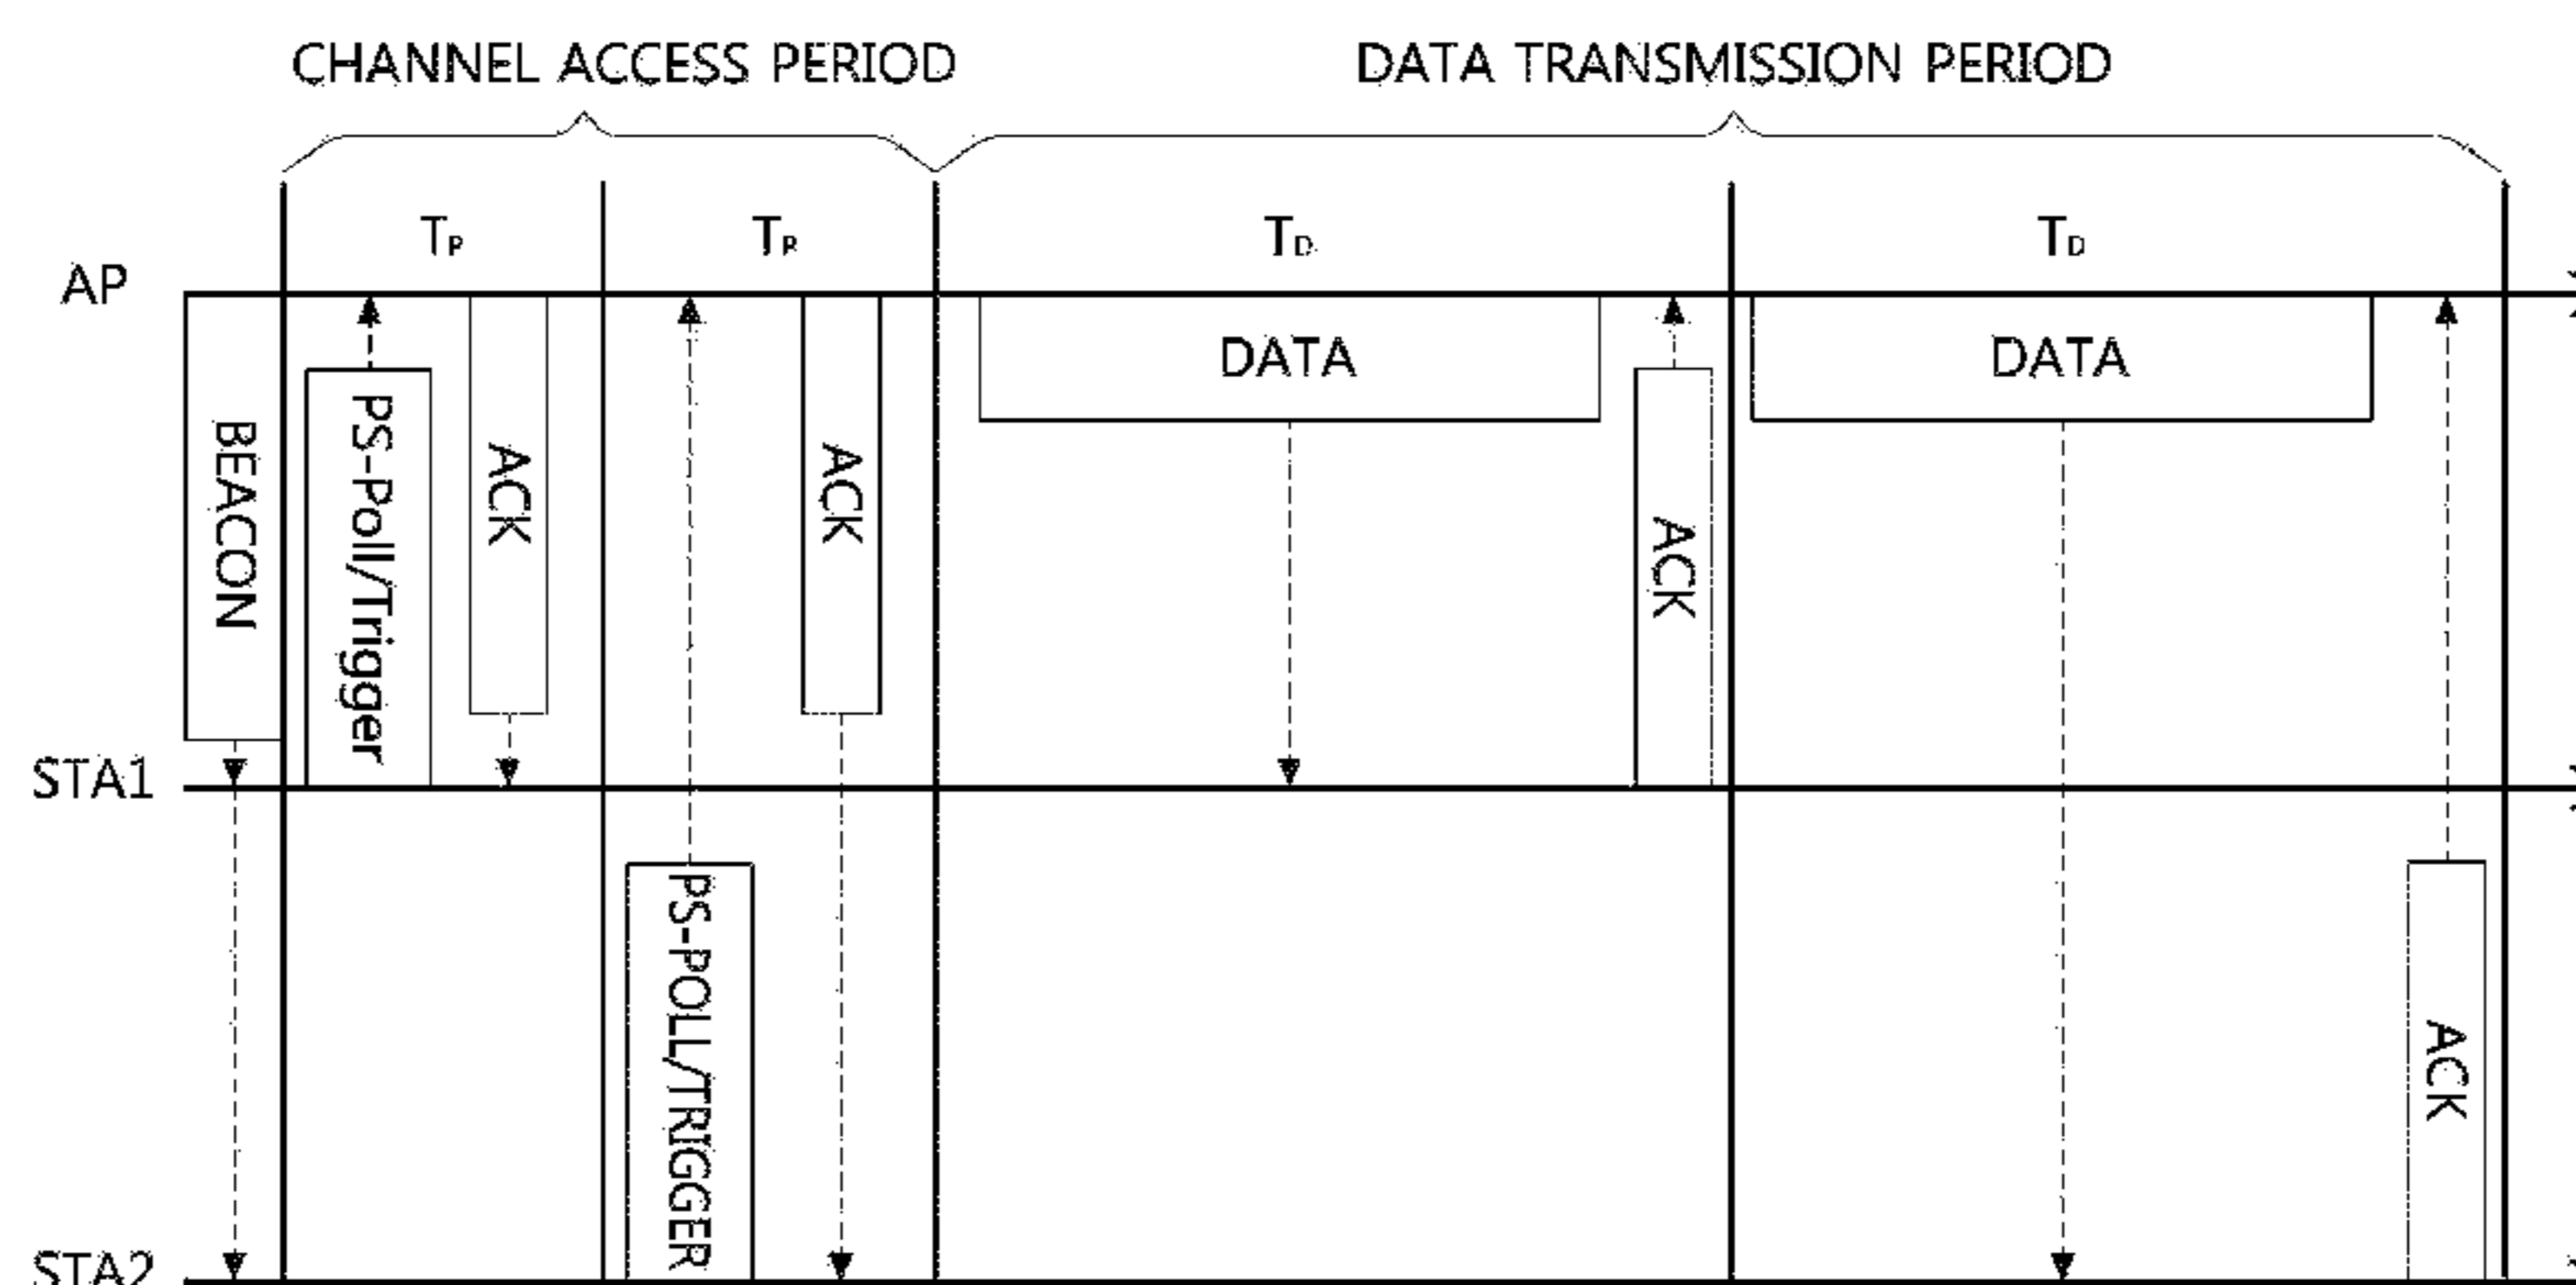 CHANNEL ACCESS PERIOD DATA TRANSMISSION PERIOD
TP TP TD TD
AP
BEACON
PS-Poll/Trigger
ACK
ACK
DATA
ACK
DATA
STA1
PS-POLL/TRIGGER
ACK
STA2